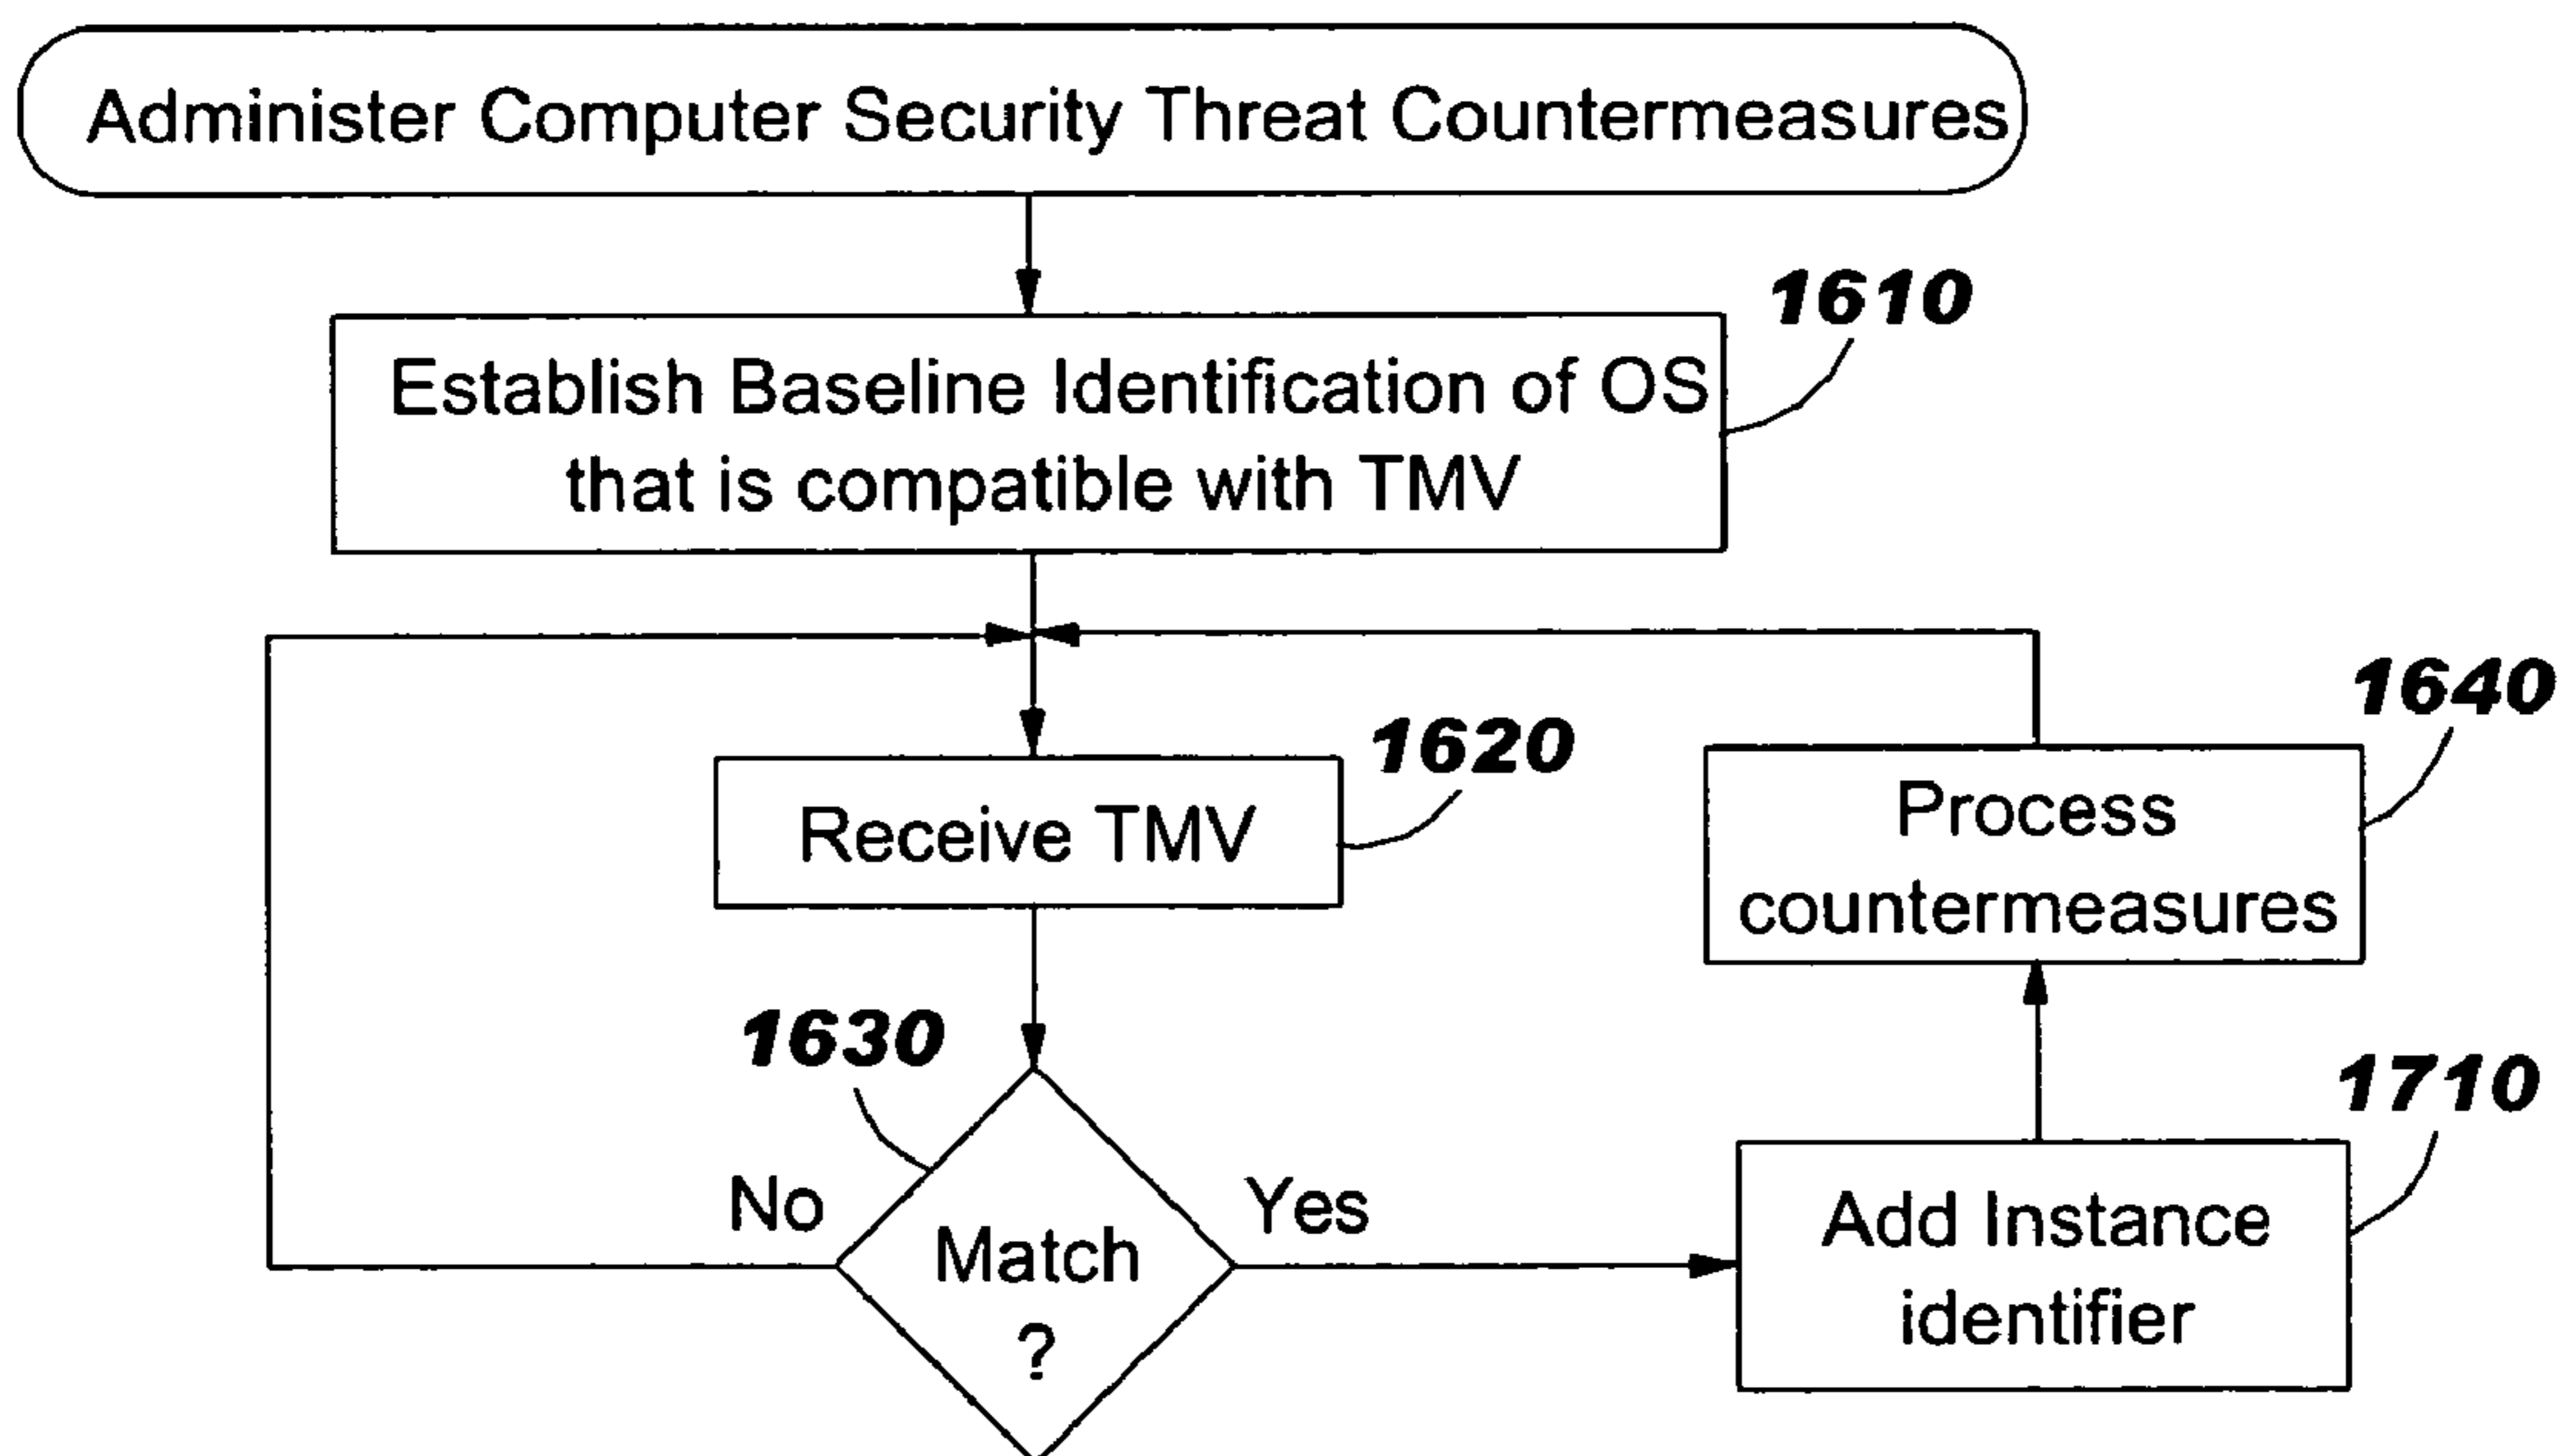 Administer Computer Security Threat Countermeasures
1610
Establish Baseline Identification of OS
that is compatible with TMV
1640
1620
Receive TMV
Process
countermeasures
1630
1710
No
Yes
Match
?
Add Instance
identifier